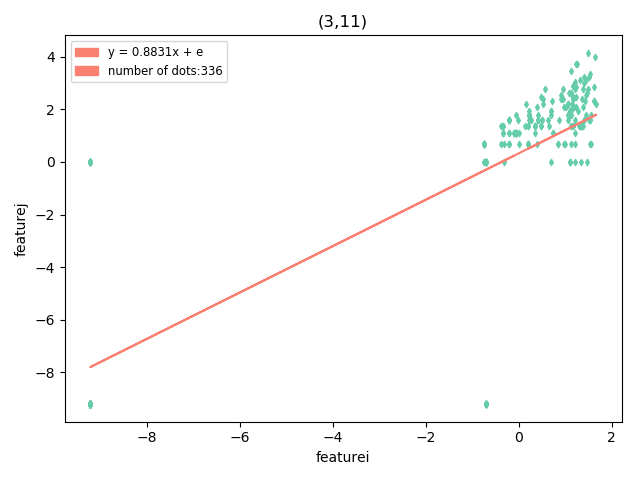 (3,11)
y = 0.8831x + e
number of dots:336
4
2
0
−2
−4
−6
−8
featurej
−8 −6 −4 −2 0 2
featurei